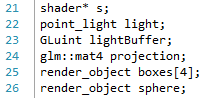 21 shader* s;
22 point_light light;
23 GLuint lightBuffer;
24 glm::mat4 projection;
25 render_object boxes[4];
26 render_object sphere;